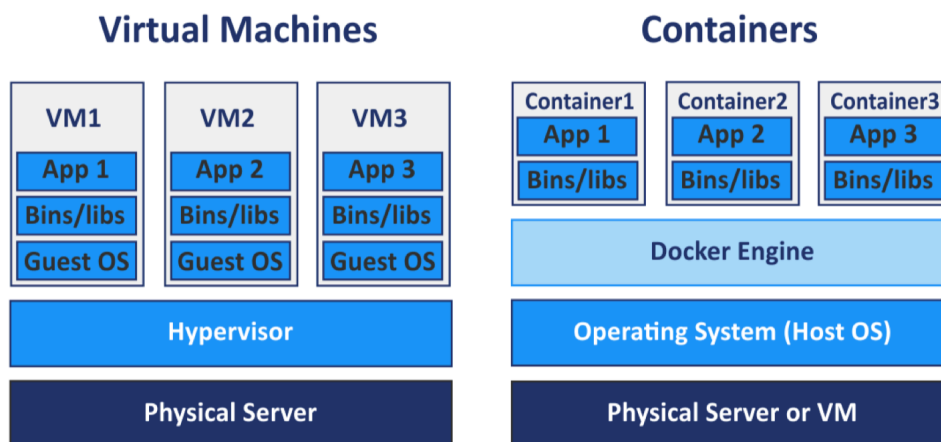 Virtual Machines
VM1
App 1
Bins/libs
Guest OS
VM2
App 2
Bins/libs
Guest OS
VM3
App 3
Bins/libs
Guest OS
Hypervisor
Physical Server
Containers
Container1
App 1
Bins/libs
Container2
App 2
Bins/libs
Container3
App 3
Bins/libs
Docker Engine
Operating System (Host OS)
Physical Server or VM